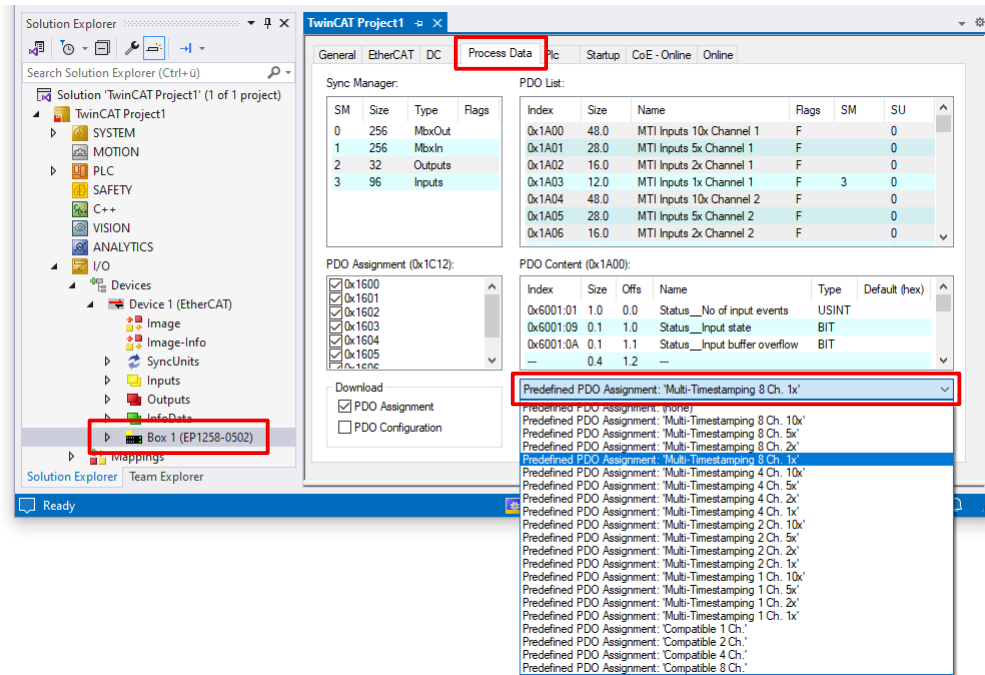 Solution Explorer
Search Solution Explorer (Ctrl+ü)
Solution 'TwinCAT Project1' (1 of 1 project)
TwinCAT Project1
SYSTEM
MOTION
PLC
SAFETY
C++
VISION
ANALYTICS
I/O
Devices
Device 1 (EtherCAT)
Image
Image-Info
SyncUnits
Inputs
Outputs
InfoData
Box 1 (EP1258-0502)
Mappings
Solution Explorer Team Explorer
Ready
TwinCAT Project1
General EtherCAT DC Process Data Plc Startup CoE - Online Online
Sync Manager:
SM Size Type Flags
0 256 MbxOut
1 256 MbxIn
2 32 Outputs
3 96 Inputs
PDO List:
Index Size Name Flags SM SU
0x1A00 48.0 MTI Inputs 10x Channel 1 F 0
0x1A01 28.0 MTI Inputs 5x Channel 1 F 0
0x1A02 16.0 MTI Inputs 2x Channel 1 F 0
0x1A03 12.0 MTI Inputs 1x Channel 1 F 3 0
0x1A04 48.0 MTI Inputs 10x Channel 2 F 0
0x1A05 28.0 MTI Inputs 5x Channel 2 F 0
0x1A06 16.0 MTI Inputs 2x Channel 2 F 0
PDO Assignment (0x1C12):
0x1600
0x1601
0x1602
0x1603
0x1604
0x1605
0x1606
PDO Content (0x1A00):
Index Size Offs Name Type Default (hex)
0x6001:01 1.0 0.0 Status__No of input events USINT
0x6001:09 0.1 1.0 Status__Input state BIT
0x6001:0A 0.1 1.1 Status__Input buffer overflow BIT
--- 0.4 1.2 ---
Download
PDO Assignment
PDO Configuration
Predefined PDO Assignment: 'Multi-Timestamping 8 Ch. 1x'
Predefined PDO Assignment: (none)
Predefined PDO Assignment: 'Multi-Timestamping 8 Ch. 10x'
Predefined PDO Assignment: 'Multi-Timestamping 8 Ch. 5x'
Predefined PDO Assignment: 'Multi-Timestamping 8 Ch. 2x'
Predefined PDO Assignment: 'Multi-Timestamping 8 Ch. 1x'
Predefined PDO Assignment: 'Multi-Timestamping 4 Ch. 10x'
Predefined PDO Assignment: 'Multi-Timestamping 4 Ch. 5x'
Predefined PDO Assignment: 'Multi-Timestamping 4 Ch. 2x'
Predefined PDO Assignment: 'Multi-Timestamping 4 Ch. 1x'
Predefined PDO Assignment: 'Multi-Timestamping 2 Ch. 10x'
Predefined PDO Assignment: 'Multi-Timestamping 2 Ch. 5x'
Predefined PDO Assignment: 'Multi-Timestamping 2 Ch. 2x'
Predefined PDO Assignment: 'Multi-Timestamping 2 Ch. 1x'
Predefined PDO Assignment: 'Multi-Timestamping 1 Ch. 10x'
Predefined PDO Assignment: 'Multi-Timestamping 1 Ch. 5x'
Predefined PDO Assignment: 'Multi-Timestamping 1 Ch. 2x'
Predefined PDO Assignment: 'Multi-Timestamping 1 Ch. 1x'
Predefined PDO Assignment: 'Compatible 1 Ch.'
Predefined PDO Assignment: 'Compatible 2 Ch.'
Predefined PDO Assignment: 'Compatible 4 Ch.'
Predefined PDO Assignment: 'Compatible 8 Ch.'